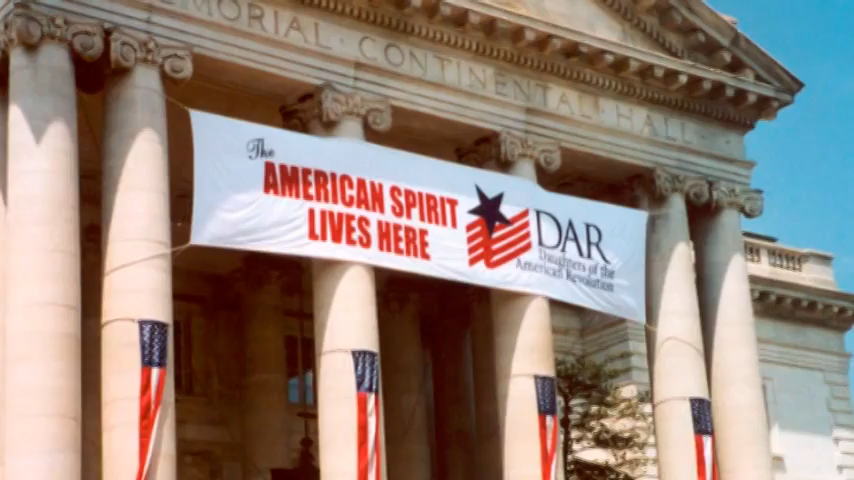 MEMORIAL · CONTINENTAL · HALL
The
AMERICAN SPIRIT
LIVES HERE
DAR
Daughters of the
American Revolution